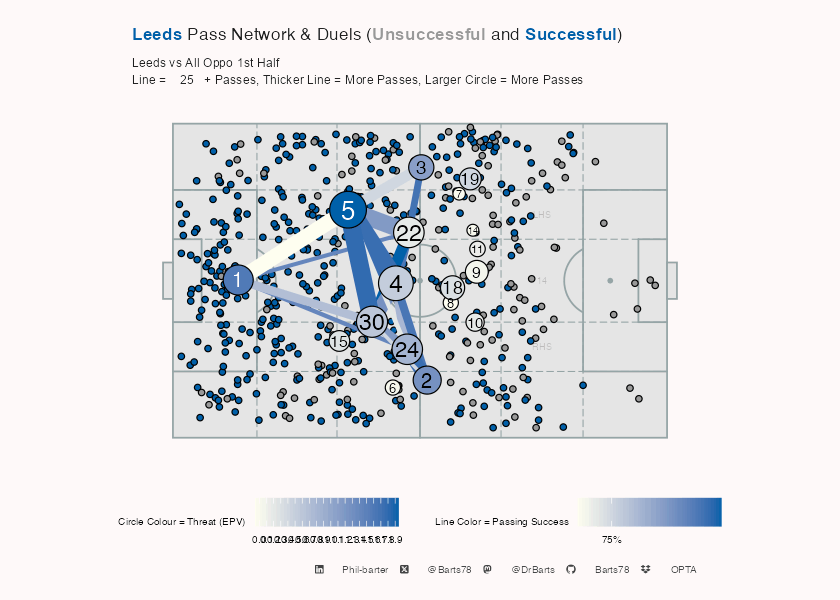 Leeds Pass Network & Duels (Unsuccessful and Successful)
Leeds vs All Oppo 1st Half
Line = 25 + Passes, Thicker Line = More Passes, Larger Circle = More Passes
3
19
7
5
LHS
22
14
11
1
9
4
18
14
8
30
10
15
24
RHS
2
6
Circle Colour = Threat (EPV)
Line Color = Passing Success
75%
Phil-barter @Barts78 @DrBarts Barts78 OPTA